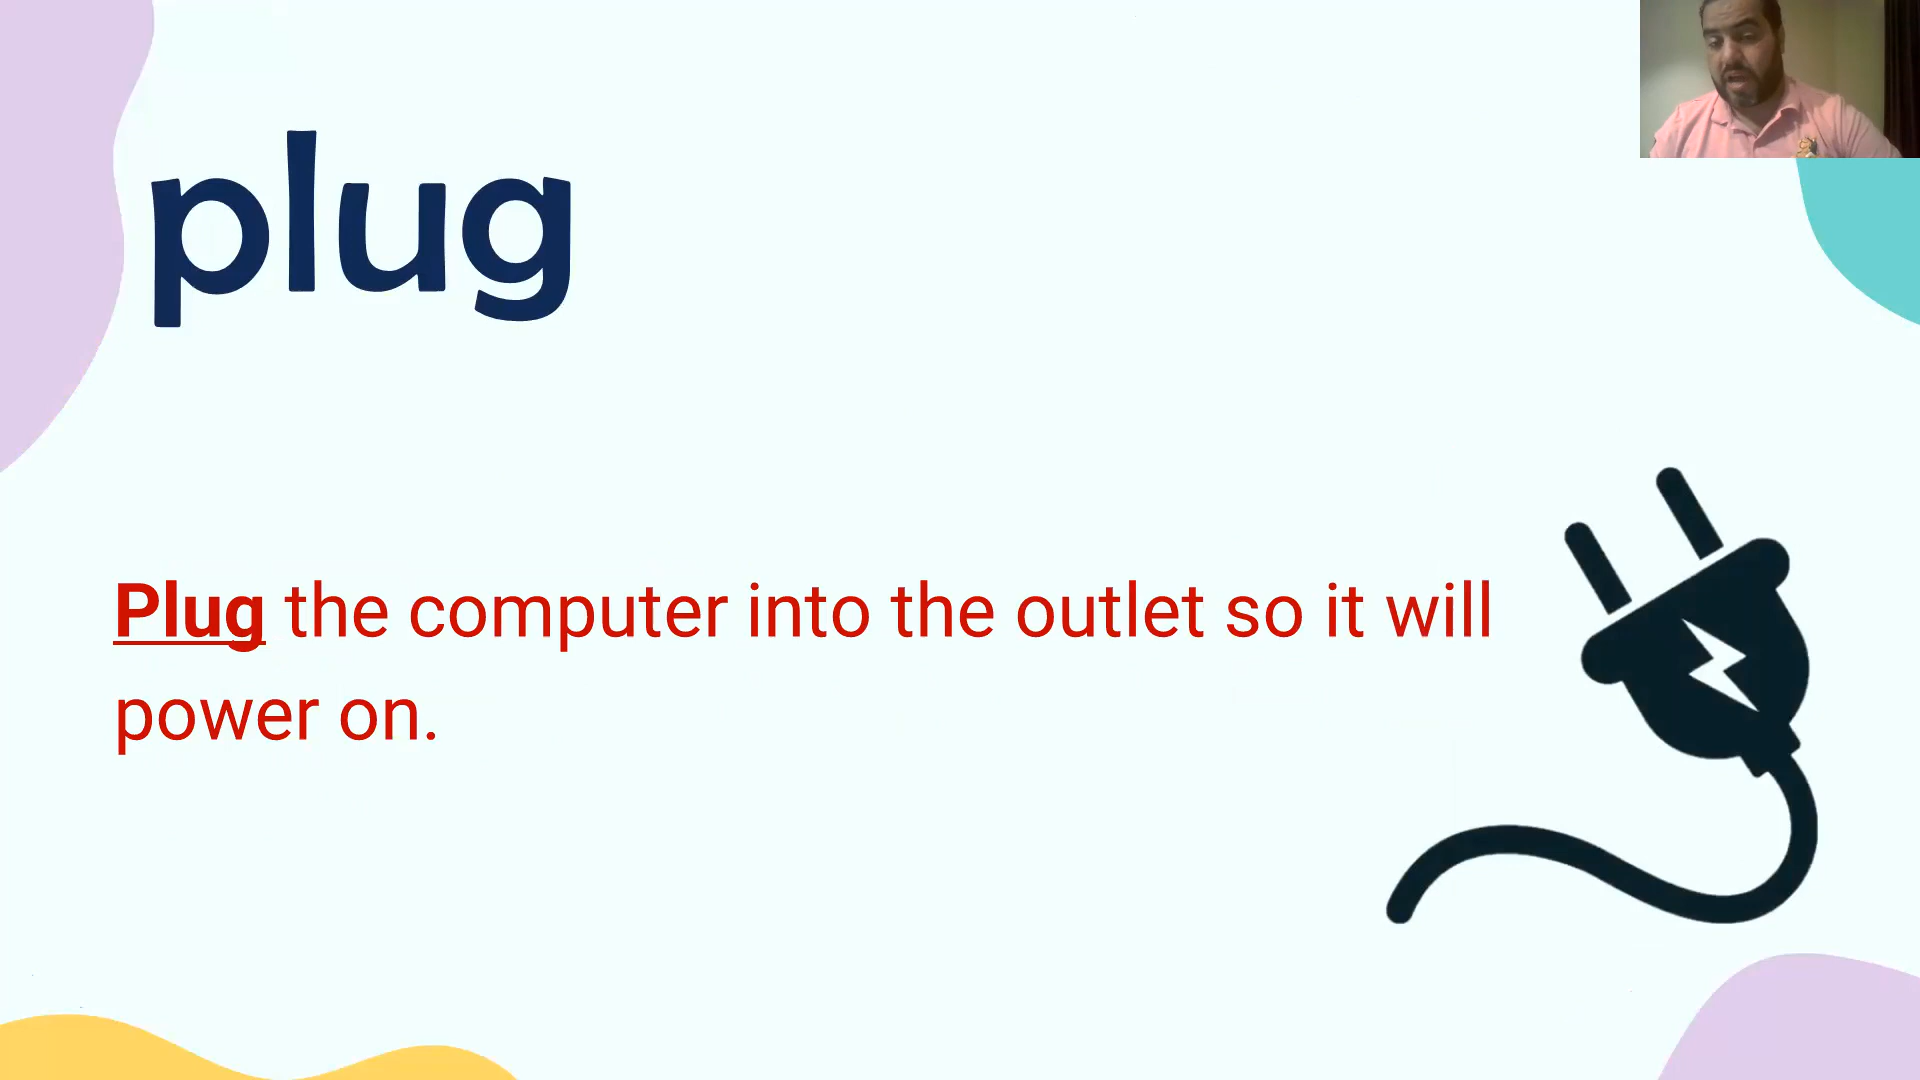 plug
Plug the computer into the outlet so it will
power on.